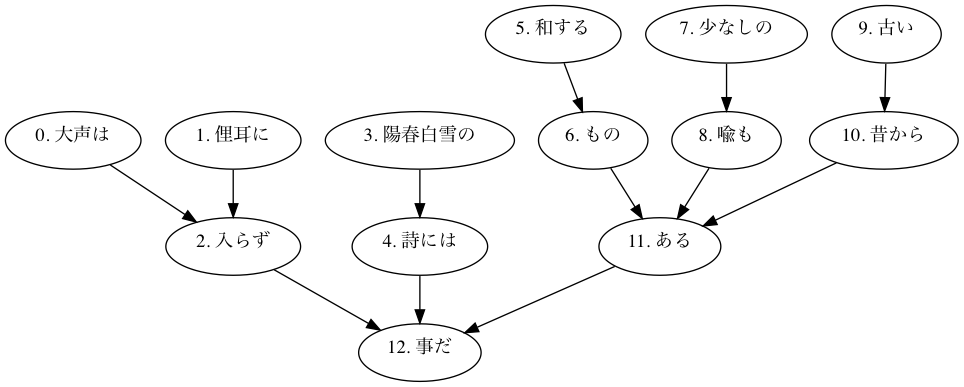 5. 和する
7. 少なしの
9. 古い
0. 大声は
1. 俚耳に
3. 陽春白雪の
6. もの
8. 喩も
10. 昔から
2. 入らず
4. 詩には
11. ある
12. 事だ